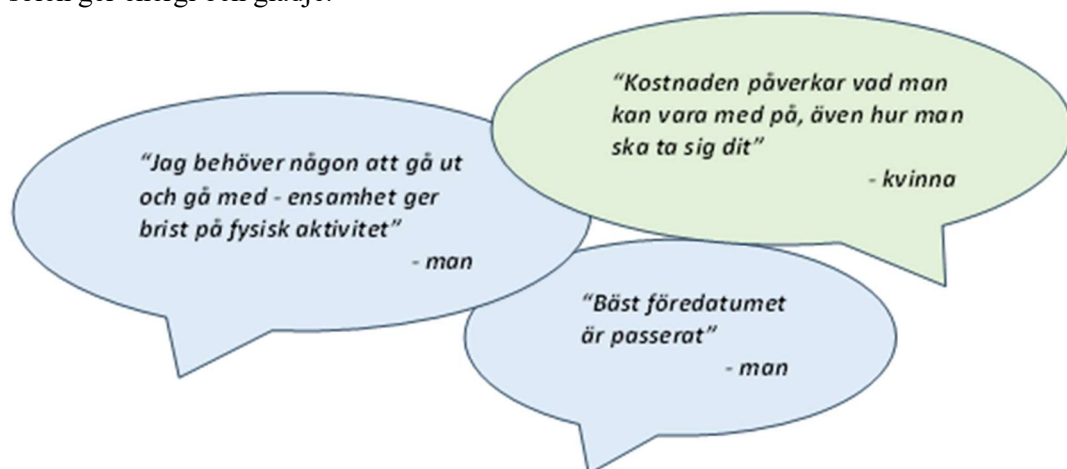 “Jag behöver någon att gå ut
och gå med - ensamhet ger
brist på fysisk aktivitet”
- man
“Kostnaden påverkar vad man
kan vara med på, även hur man
ska ta sig dit”
- kvinna
“Bäst föredatumet
är passerat”
- man